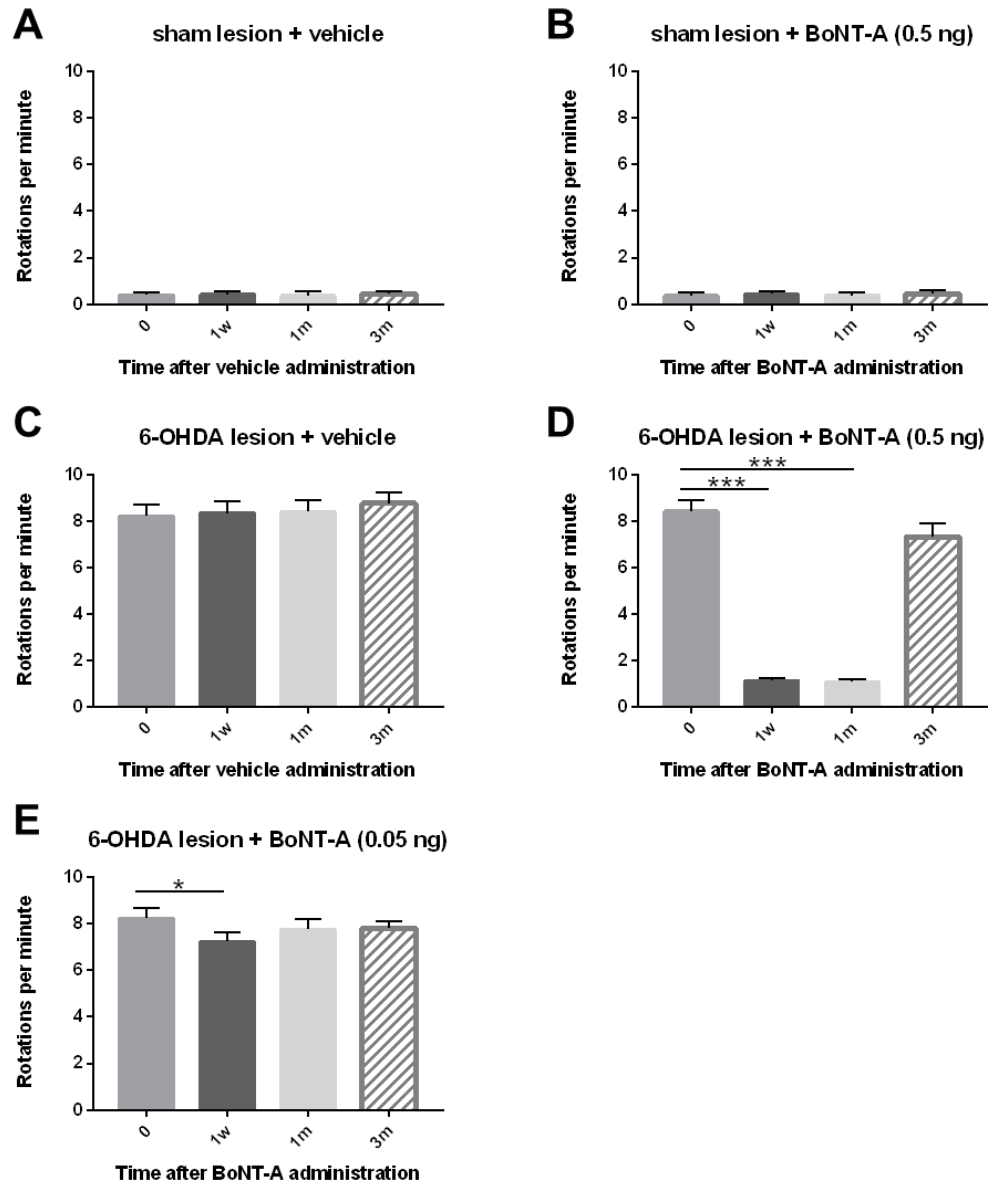 A
sham lesion + vehicle
Rotations per minute
10
8
6
4
2
0
0
1w
1m
3m
Time after vehicle administration
B
sham lesion + BoNT-A (0.5 ng)
Rotations per minute
10
8
6
4
2
0
0
1w
1m
3m
Time after BoNT-A administration
C
6-OHDA lesion + vehicle
Rotations per minute
10
8
6
4
2
0
0
1w
1m
3m
Time after vehicle administration
D
6-OHDA lesion + BoNT-A (0.5 ng)
Rotations per minute
10
8
6
4
2
0
***
***
0
1w
1m
3m
Time after BoNT-A administration
E
6-OHDA lesion + BoNT-A (0.05 ng)
Rotations per minute
10
8
6
4
2
0
*
0
1w
1m
3m
Time after BoNT-A administration